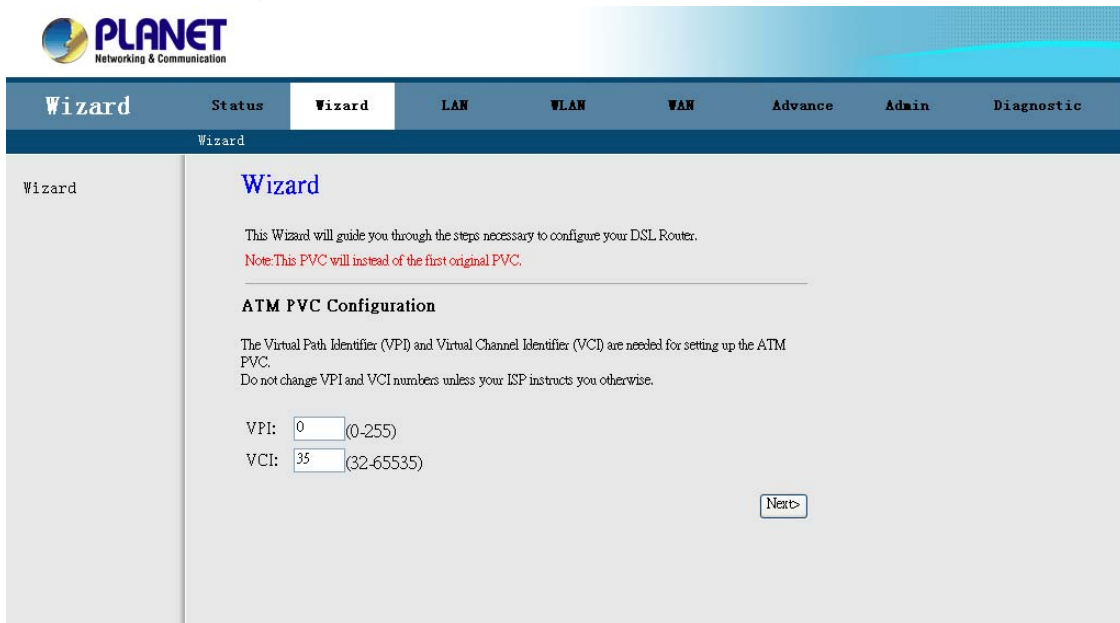 PLANET
Networking & Communication
Wizard Status Wizard LAN WLAN WAN Advance Admin Diagnostic
Wizard
Wizard
Wizard
This Wizard will guide you through the steps necessary to configure your DSL Router.
Note:This PVC will instead of the first original PVC.
ATM PVC Configuration
The Virtual Path Identifier (VPI) and Virtual Channel Identifier (VCI) are needed for setting up the ATM
PVC.
Do not change VPI and VCI numbers unless your ISP instructs you otherwise.
VPI: 0 (0-255)
VCI: 35 (32-65535)
Next>